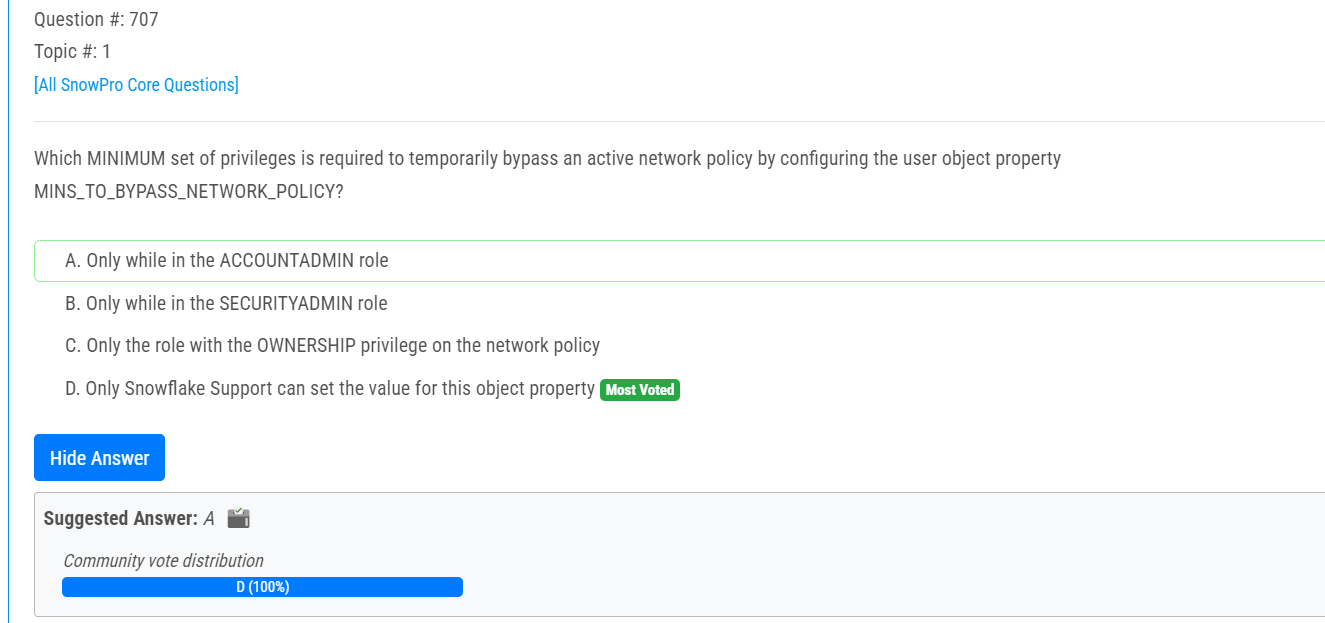 Question #: 707
Topic #: 1
[All SnowPro Core Questions]
Which MINIMUM set of privileges is required to temporarily bypass an active network policy by configuring the user object property
MINS_TO_BYPASS_NETWORK_POLICY?
A. Only while in the ACCOUNTADMIN role
B. Only while in the SECURITYADMIN role
C. Only the role with the OWNERSHIP privilege on the network policy
D. Only Snowflake Support can set the value for this object property Most Voted
Hide Answer
Suggested Answer: A
Community vote distribution
D (100%)